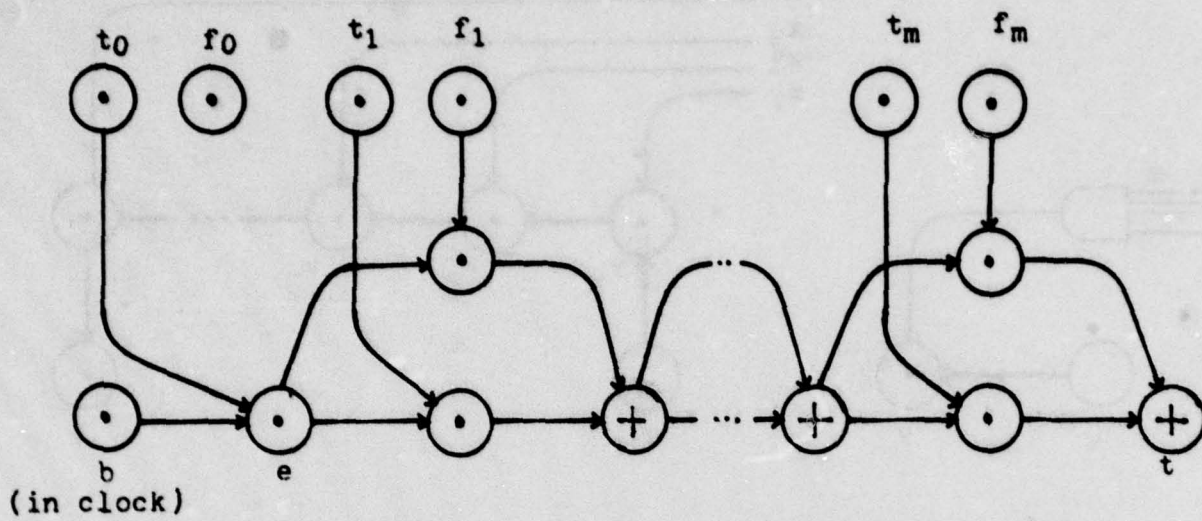 t0 f0 t1 f1 tm fm
· · · · · ·
· ·
... 
· · · + ... + · +
b e t
(in clock)